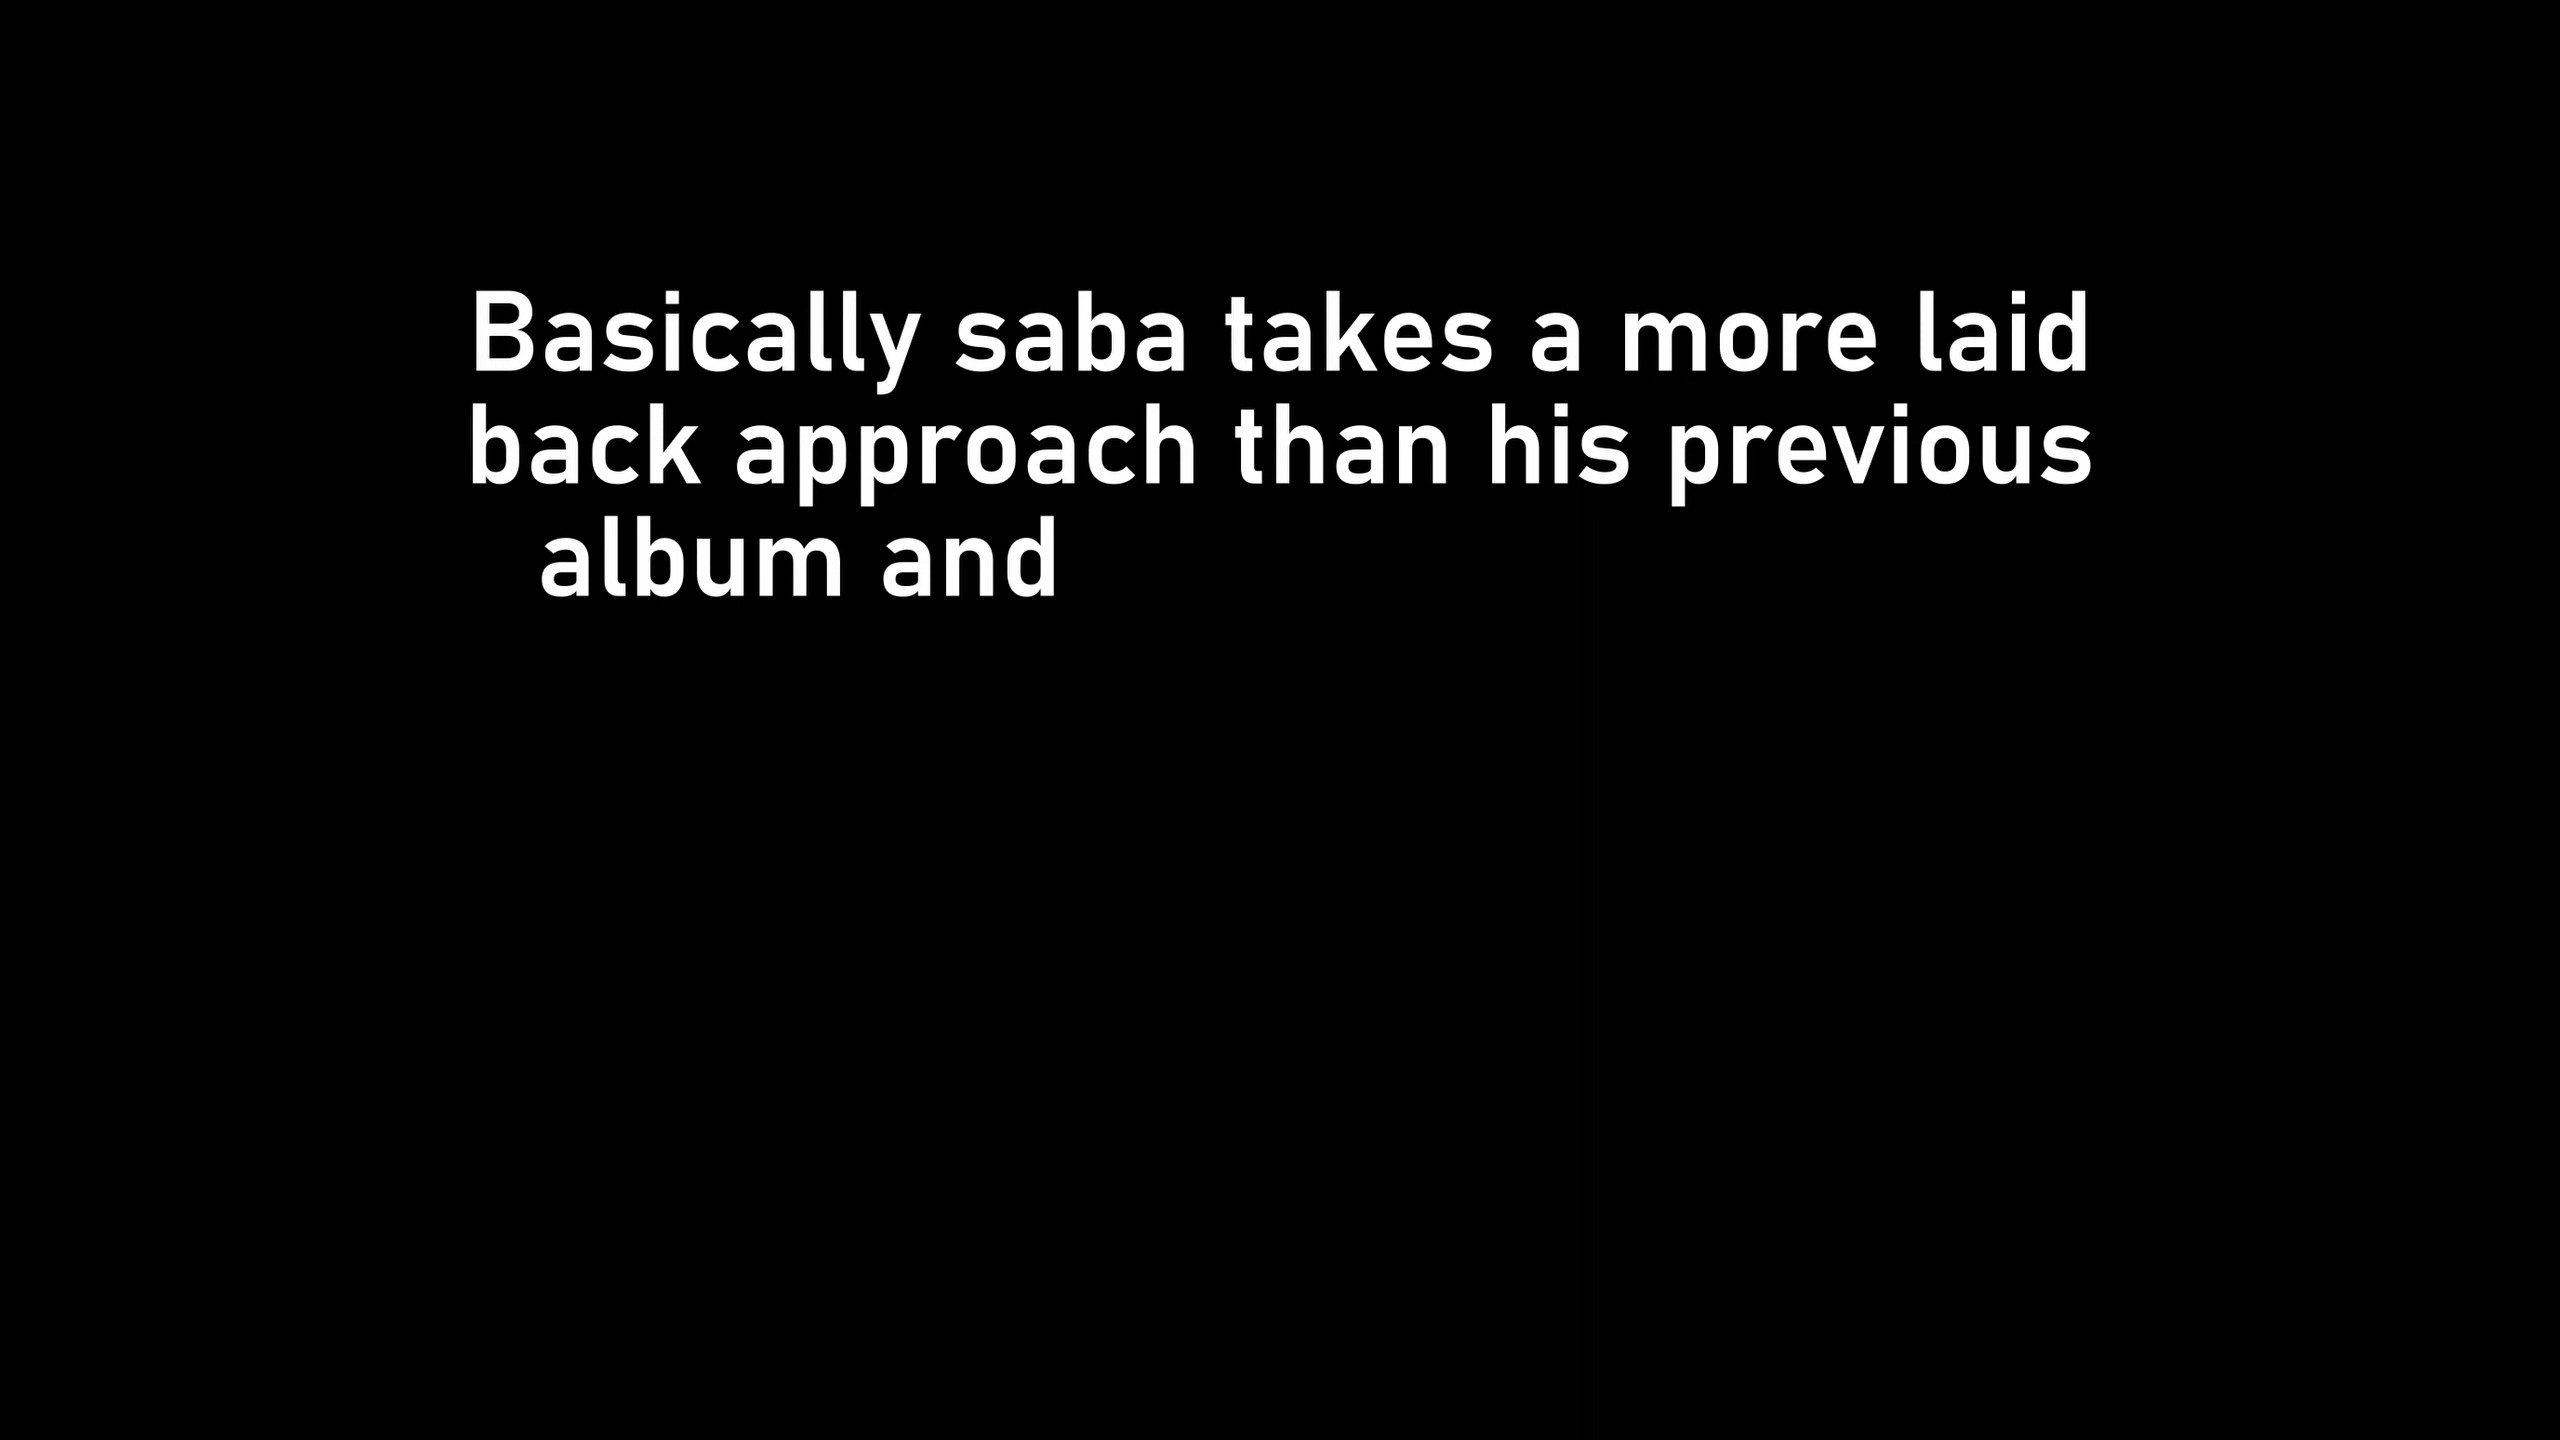 Basically saba takes a more laid
back approach than his previous
album and